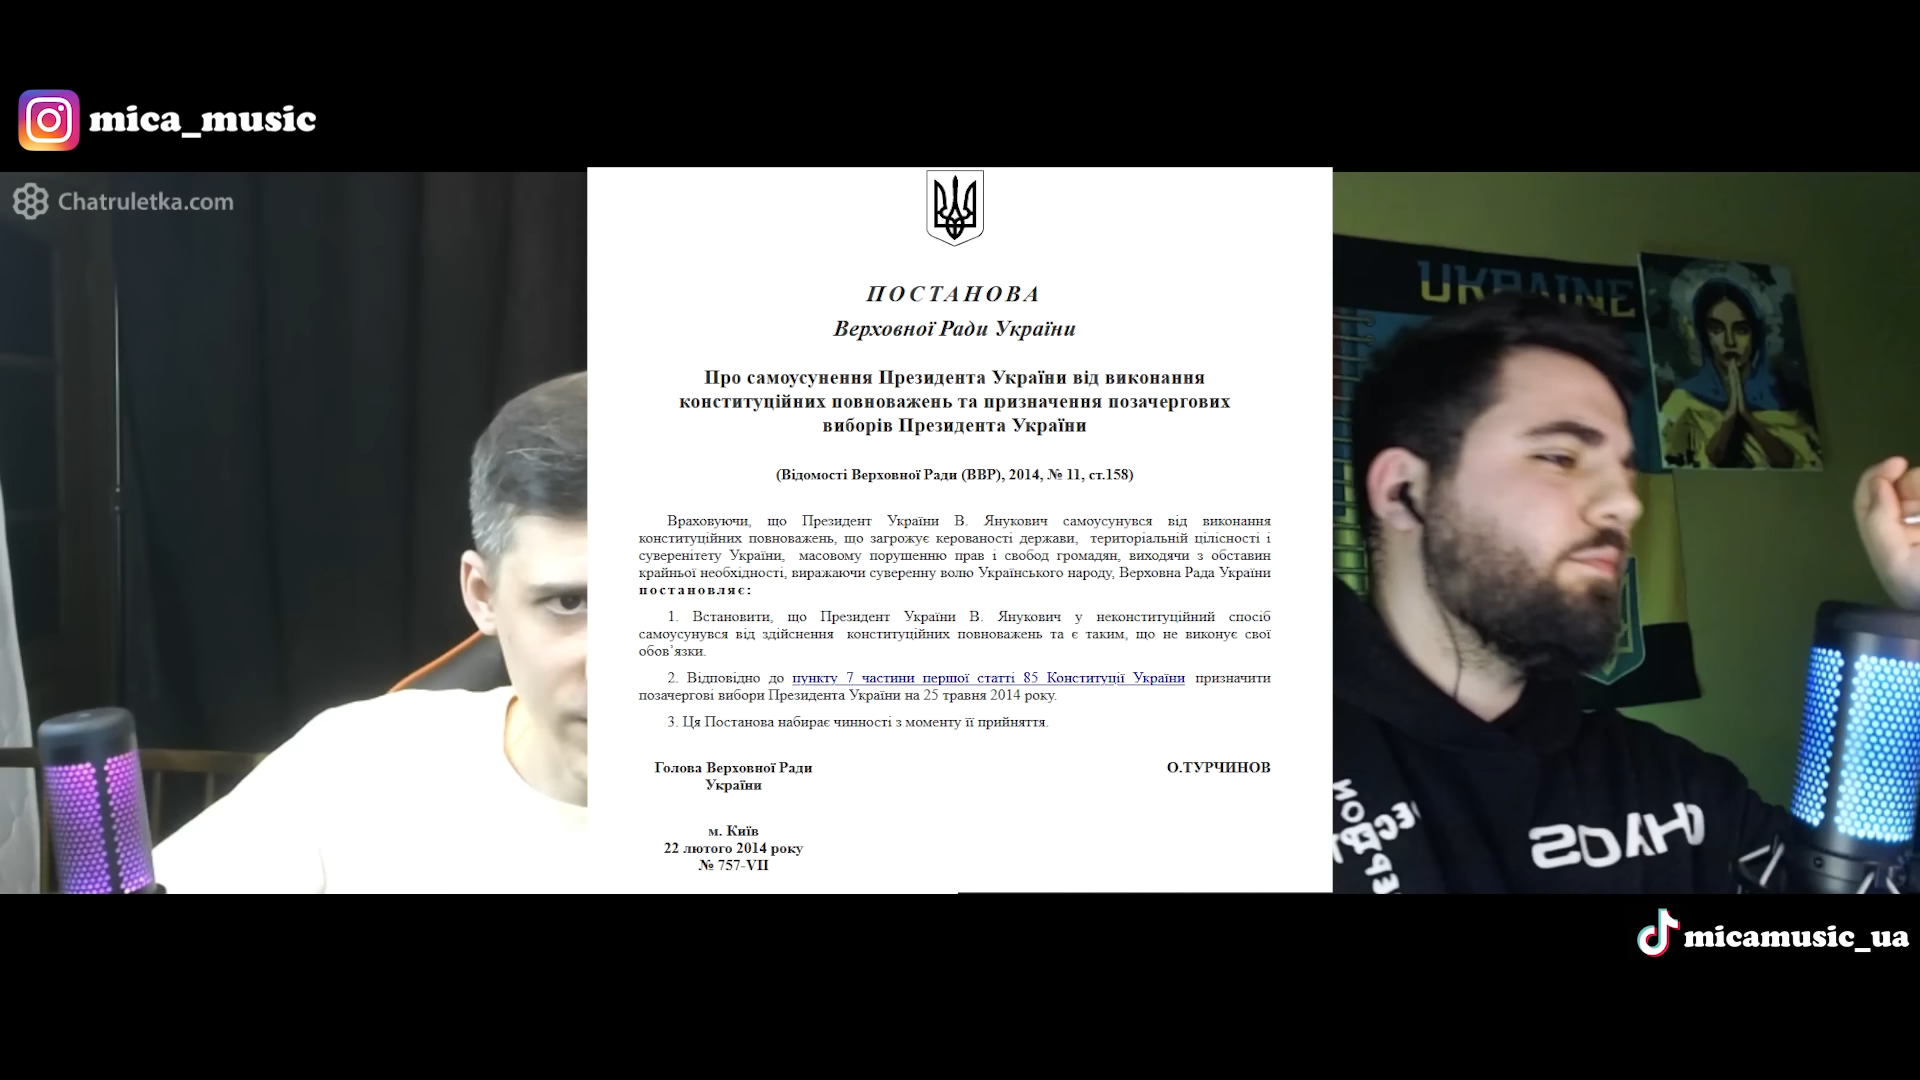 mica_music
Chatruletka.com
ПОСТАНОВА
Верховної Ради України
Про самоусунення Президента України від виконання
конституційних повноважень та призначення позачергових
виборів Президента України
(Відомості Верховної Ради (ВВР), 2014, № 11, ст.158)
Враховуючи, що Президент України В. Янукович самоусунувся від виконання
конституційних повноважень, що загрожує керованості держави, територіальній цілісності і
суверенітету України, масовому порушенню прав і свобод громадян, виходячи з обставин
крайньої необхідності, виражаючи суверенну волю Українського народу, Верховна Рада України
постановляє:
1. Встановити, що Президент України В. Янукович у неконституційний спосіб
самоусунувся від здійснення конституційних повноважень та є таким, що не виконує свої
обов’язки.
2. Відповідно до пункту 7 частини першої статті 85 Конституції України призначити
позачергові вибори Президента України на 25 травня 2014 року.
3. Ця Постанова набирає чинності з моменту її прийняття.
Голова Верховної Ради
України
О.ТУРЧИНОВ
м. Київ
22 лютого 2014 року
№ 757-VII
UKRAINE
micamusic_ua